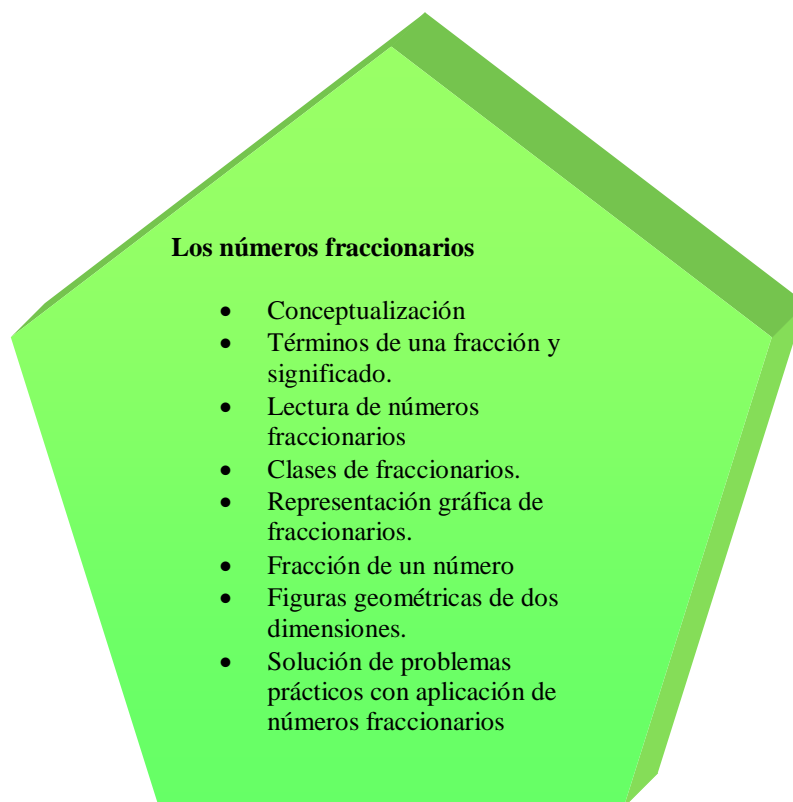 Los números fraccionarios
• Conceptualización
• Términos de una fracción y
significado.
• Lectura de números
fraccionarios
• Clases de fraccionarios.
• Representación gráfica de
fraccionarios.
• Fracción de un número
• Figuras geométricas de dos
dimensiones.
• Solución de problemas
prácticos con aplicación de
números fraccionarios